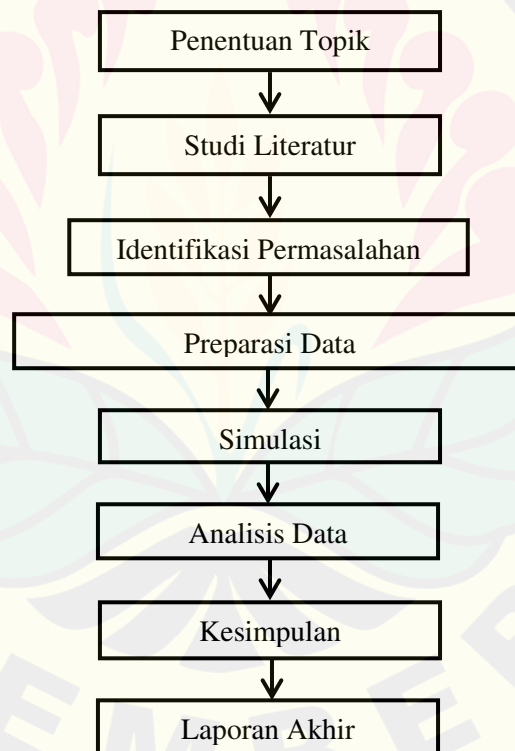 Penentuan Topik
Studi Literatur
Identifikasi Permasalahan
Preparasi Data
Simulasi
Analisis Data
Kesimpulan
Laporan Akhir